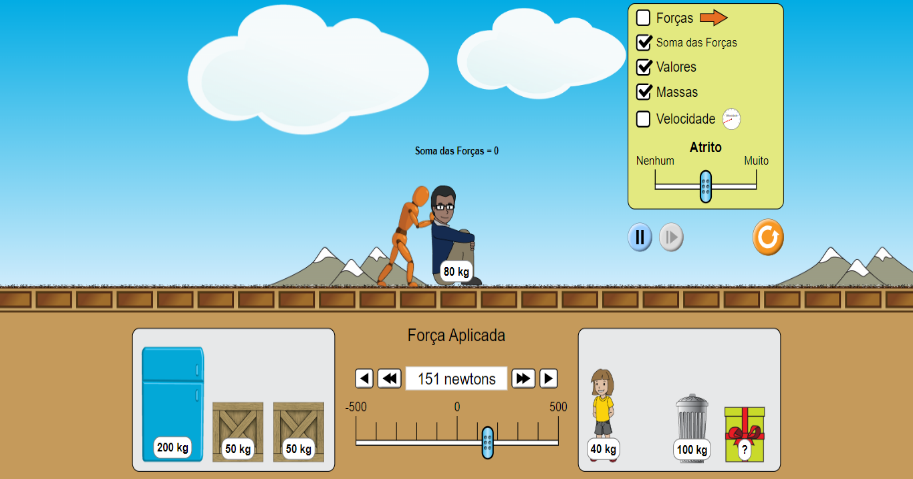 Forças
Soma das Forças
Valores
Massas
Velocidade
Atrito
Nenhum Muito
Soma das Forças = 0
80 kg
Força Aplicada
151 newtons
-500 0 500
200 kg
50 kg
50 kg
40 kg
100 kg
?